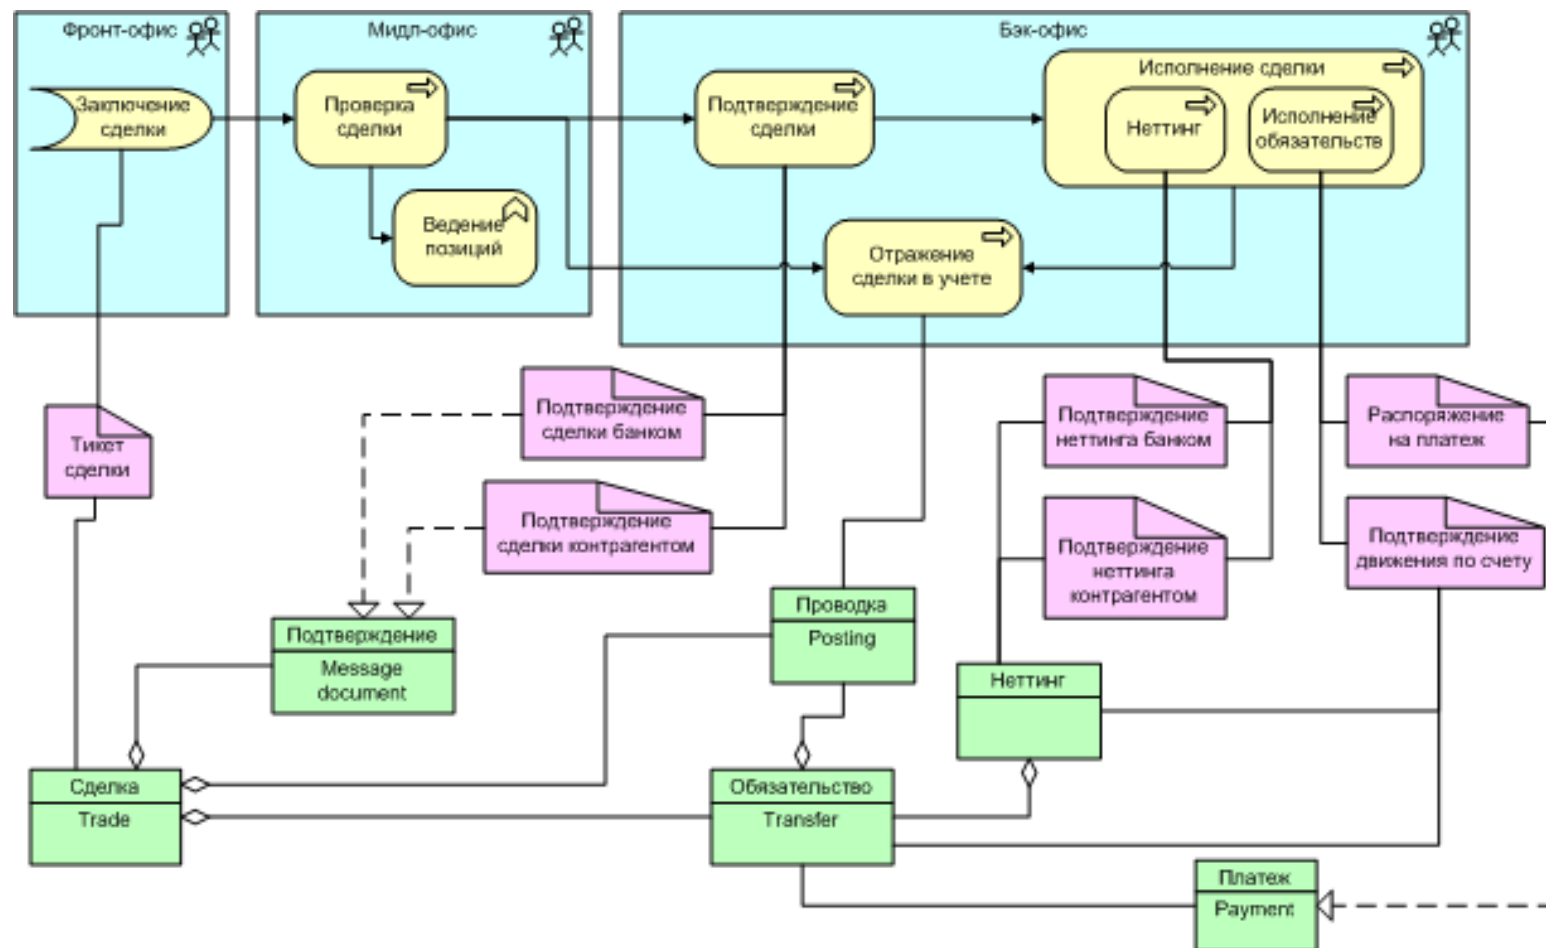 Фронт-офис
Мидл-офис
Бэк-офис
Заключение
сделки
Проверка
сделки
Ведение
позиций
Подтверждение
сделки
Исполнение сделки
Неттинг
Исполнение
обязательств
Отражение
сделки в учете
Тикет
сделки
Подтверждение
сделки банком
Подтверждение
сделки контрагентом
Подтверждение
неттинга банком
Подтверждение
неттинга
контрагентом
Распоряжение
на платеж
Подтверждение
движения по счету
Подтверждение
Message
document
Проводка
Posting
Неттинг
Сделка
Trade
Обязательство
Transfer
Платеж
Payment